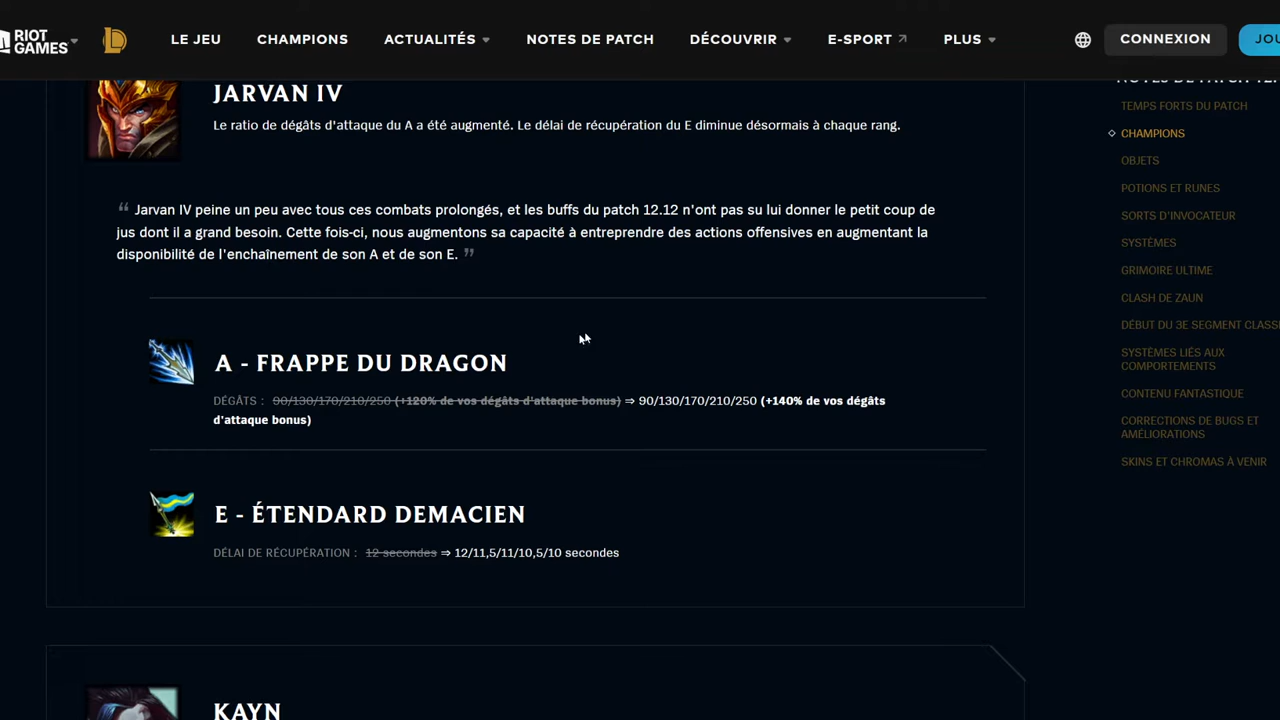 RIOT
GAMES
LE JEU
CHAMPIONS
ACTUALITÉS
NOTES DE PATCH
DÉCOUVRIR
E-SPORT
PLUS
CONNEXION
JARVAN IV
Le ratio de dégâts d'attaque du A a été augmenté. Le délai de récupération du E diminue désormais à chaque rang.
“ Jarvan IV peine un peu avec tous ces combats prolongés, et les buffs du patch 12.12 n'ont pas su lui donner le petit coup de
jus dont il a grand besoin. Cette fois-ci, nous augmentons sa capacité à entreprendre des actions offensives en augmentant la
disponibilité de l'enchaînement de son A et de son E. ”
A - FRAPPE DU DRAGON
DÉGÂTS : 90/130/170/210/250 (+120% de vos dégâts d'attaque bonus) ⇒ 90/130/170/210/250 (+140% de vos dégâts
d'attaque bonus)
E - ÉTENDARD DEMACIEN
DÉLAI DE RÉCUPÉRATION : 12 secondes ⇒ 12/11,5/11/10,5/10 secondes
KAYN
NOTES DE PATCH
TEMPS FORTS DU PATCH
CHAMPIONS
OBJETS
POTIONS ET RUNES
SORTS D'INVOCATEUR
SYSTÈMES
GRIMOIRE ULTIME
CLASH DE ZAUN
DÉBUT DU 3E SEGMENT CLASS
SYSTÈMES LIÉS AUX
COMPORTEMENTS
CONTENU FANTASTIQUE
CORRECTIONS DE BUGS ET
AMÉLIORATIONS
SKINS ET CHROMAS À VENIR